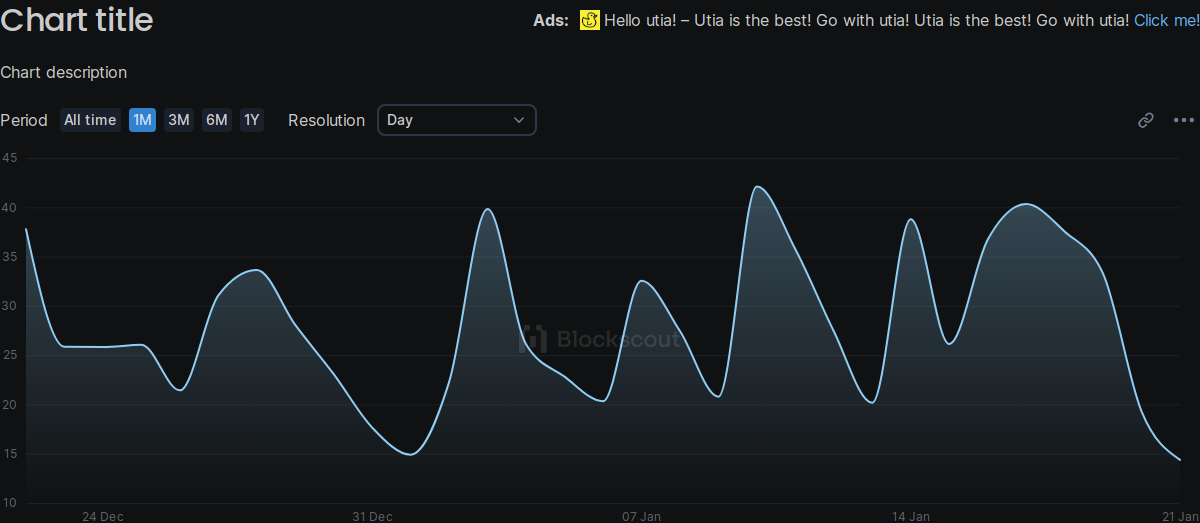 Chart title
Ads: Hello utia! – Utia is the best! Go with utia! Utia is the best! Go with utia! Click me!
Chart description
Period All time 1M 3M 6M 1Y Resolution Day
45
40
35
30
25
20
15
10
Blockscout
24 Dec 31 Dec 07 Jan 14 Jan 21 Jan